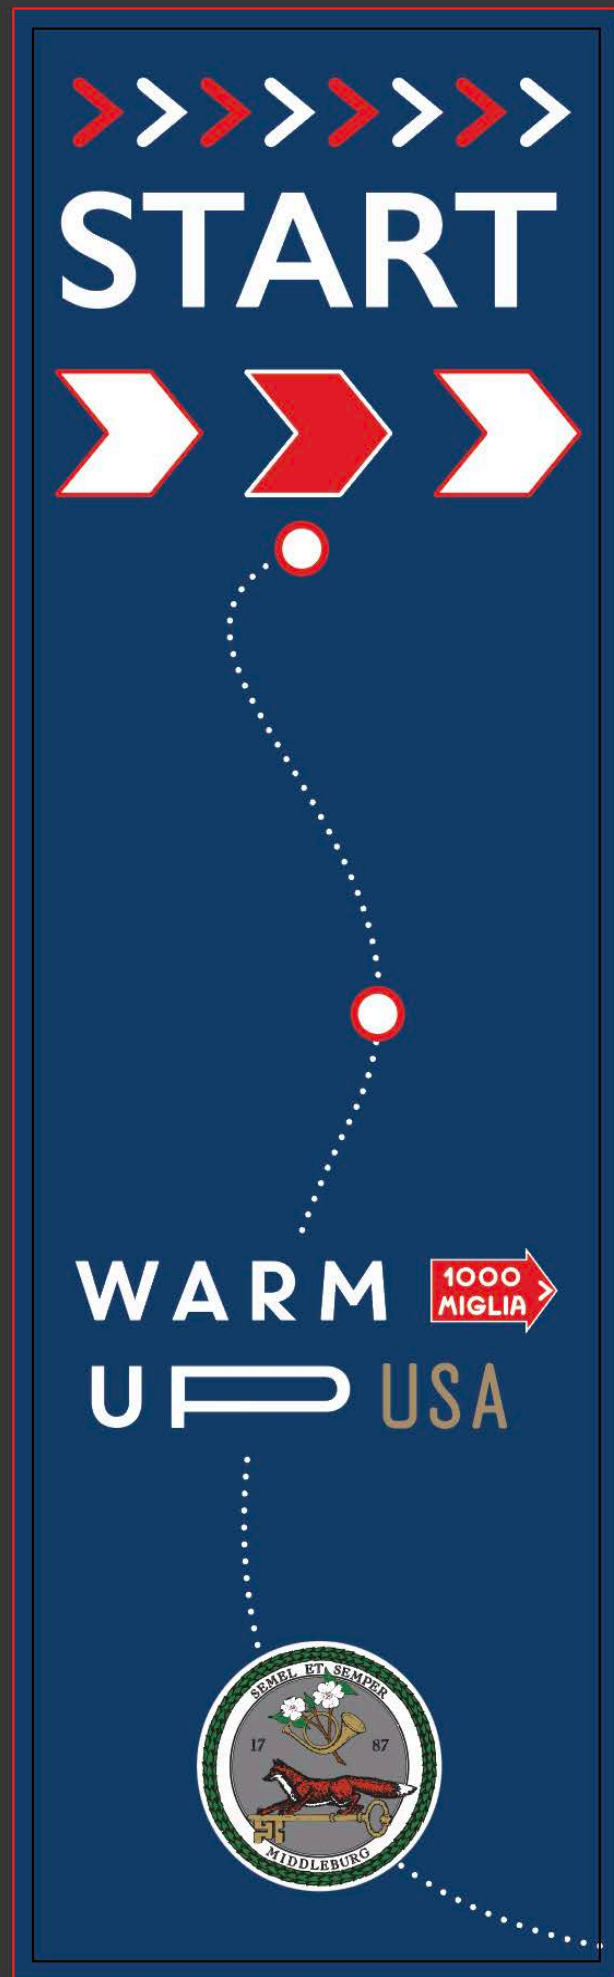 START
WARM
1000
MIGLIA
UP USA
SEMEL ET SEMPER
17 87
MIDDLEBURG